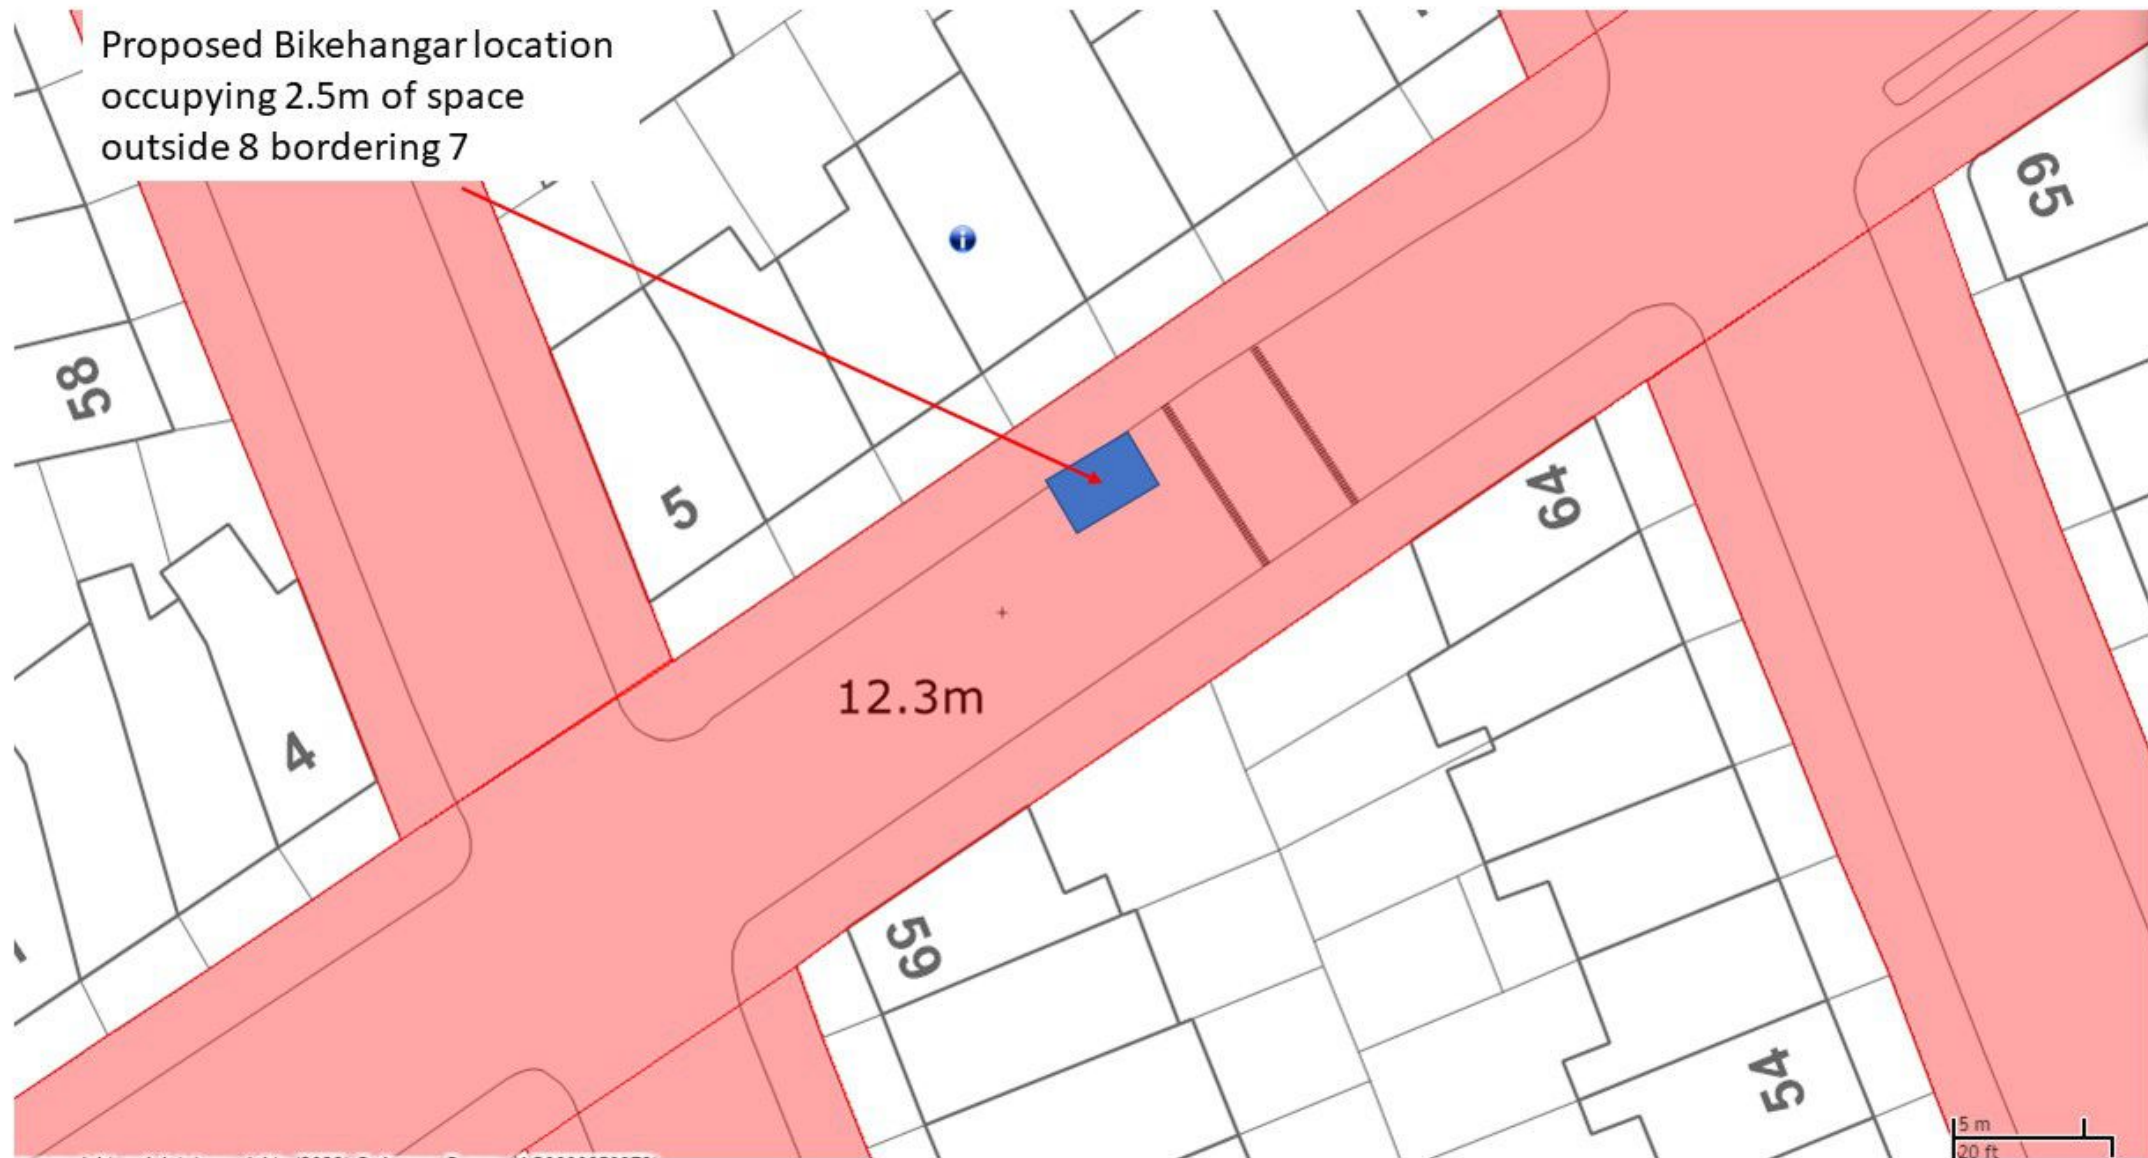 Proposed Bikehangar location
occupying 2.5m of space
outside 8 bordering 7
65
58
64
5
12.3m
4
59
54
5 m
20 ft